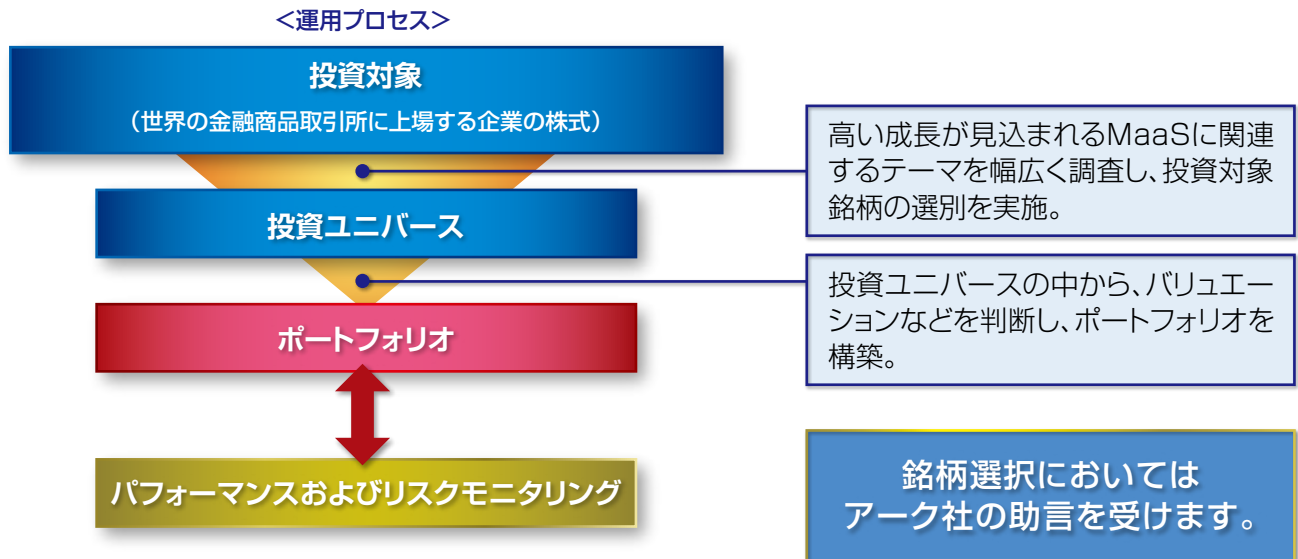 ＜運用プロセス＞
投資対象
（世界の金融商品取引所に上場する企業の株式）
高い成長が見込まれるMaaSに関連
するテーマを幅広く調査し、投資対象
銘柄の選別を実施。
投資ユニバース
投資ユニバースの中から、バリュエー
ションなどを判断し、ポートフォリオを
構築。
ポートフォリオ
パフォーマンスおよびリスクモニタリング
銘柄選択においては
アーク社の助言を受けます。